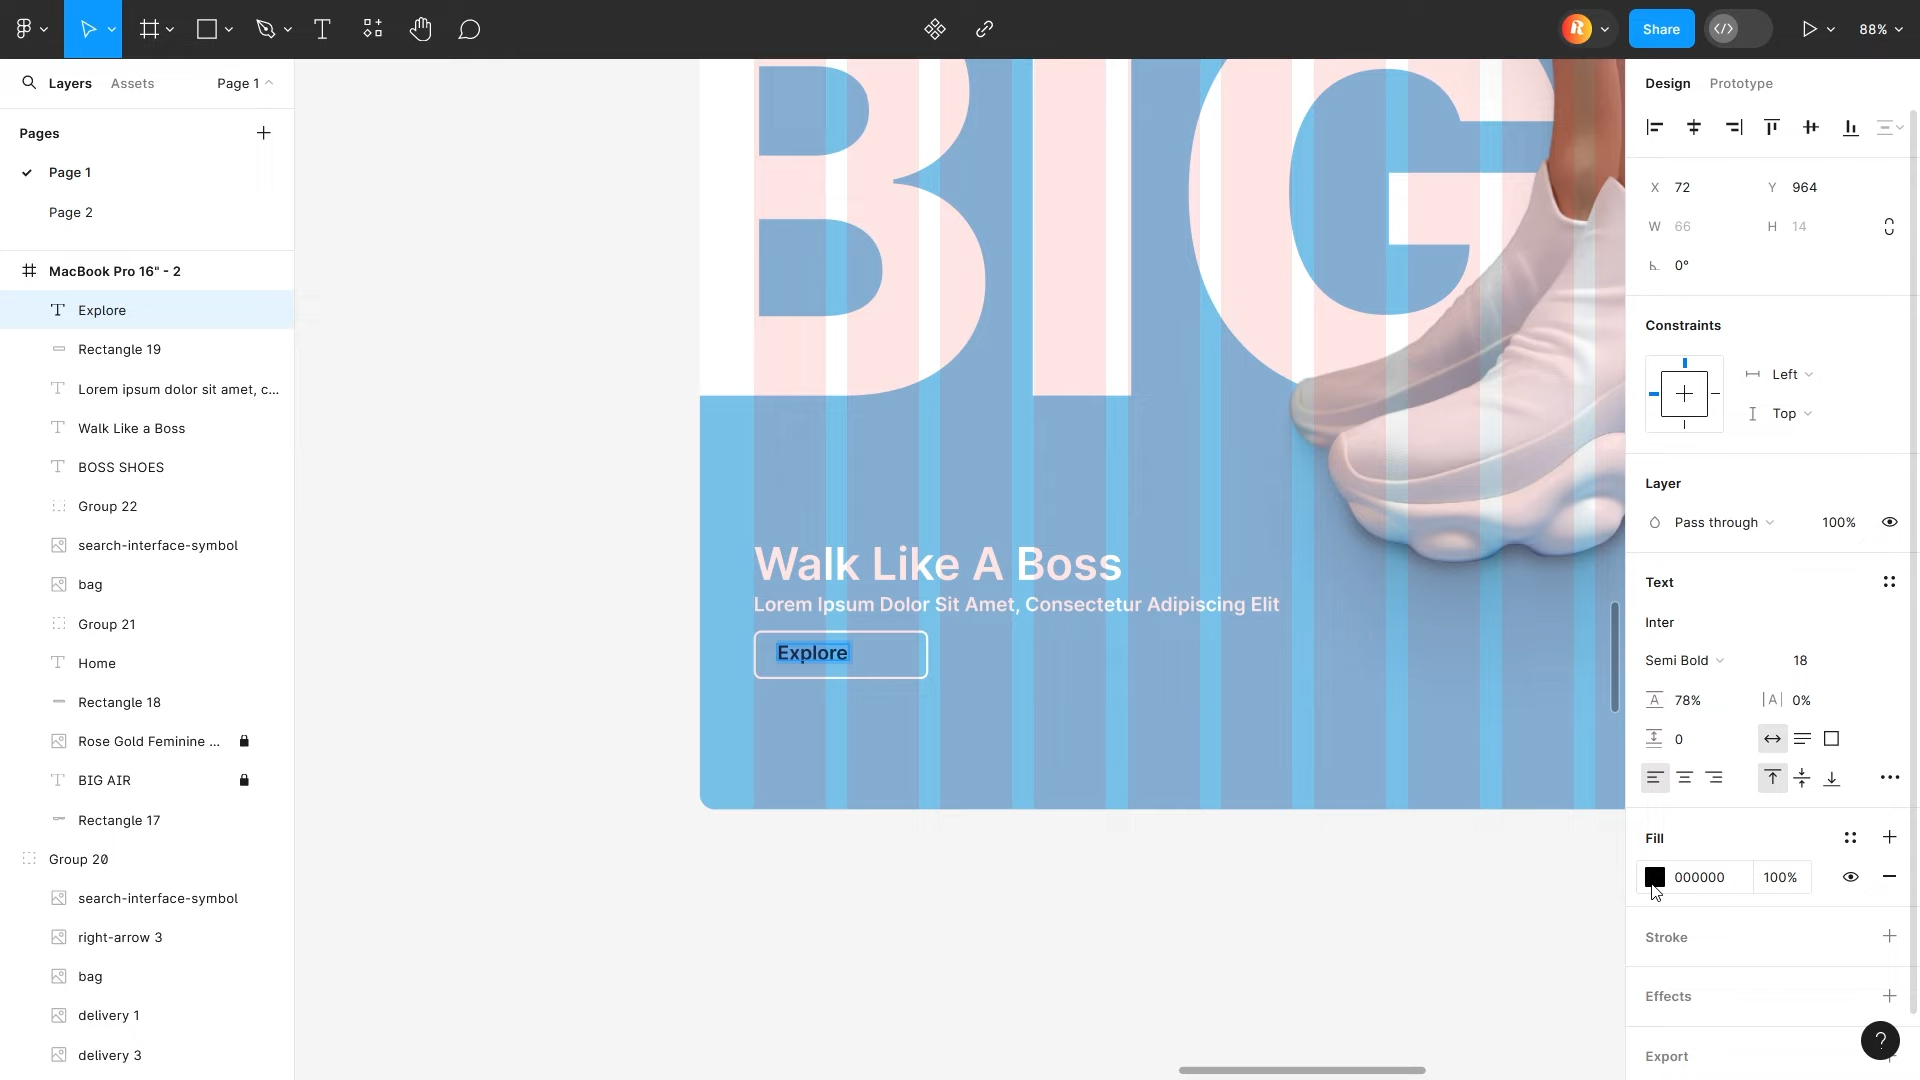 Share
88%
Layers
Assets
Page 1
Pages
Page 1
Page 2
MacBook Pro 16" - 2
Explore
Rectangle 19
Lorem ipsum dolor sit amet, c...
Walk Like a Boss
BOSS SHOES
Group 22
search-interface-symbol
bag
Group 21
Home
Rectangle 18
Rose Gold Feminine ...
BIG AIR
Rectangle 17
Group 20
search-interface-symbol
right-arrow 3
bag
delivery 1
delivery 3
BIG
Walk Like A Boss
Lorem Ipsum Dolor Sit Amet, Consectetur Adipiscing Elit
Explore
Design
Prototype
X 72
Y 964
W 66
H 14
0°
Constraints
Left
Top
Layer
Pass through
100%
Text
Inter
Semi Bold
18
A 78%
|A| 0%
0
Fill
000000
100%
Stroke
Effects
?
Export